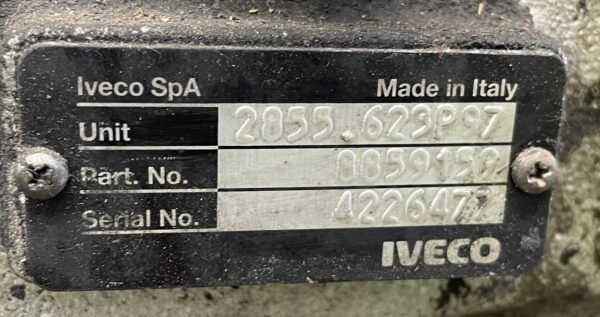 Iveco SpA Made in Italy
Unit 2855.623P97
Part. No.
Serial No.
IVECO